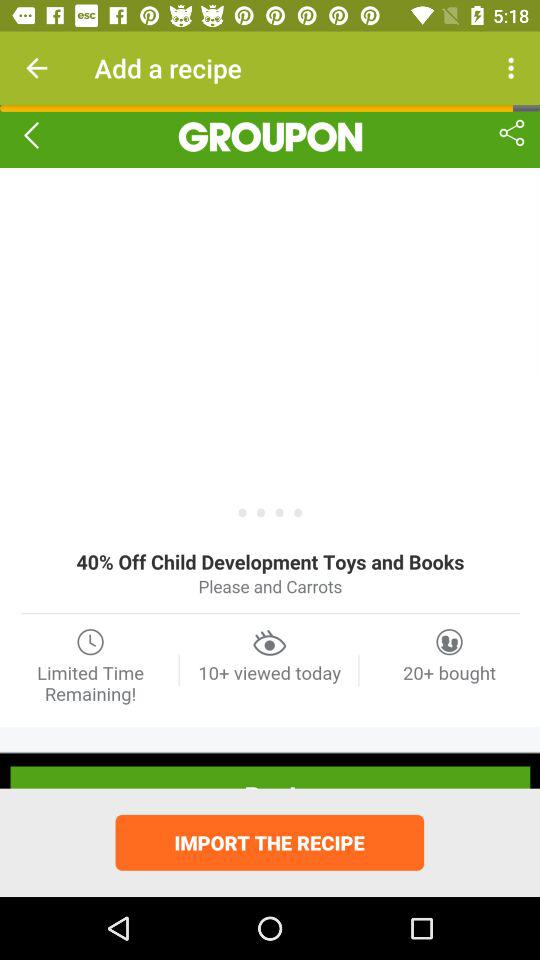 esc
5:18
Add a recipe
GROUPON
40% Off Child Development Toys and Books
Please and Carrots
Limited Time
Remaining!
10+ viewed today
20+ bought
IMPORT THE RECIPE